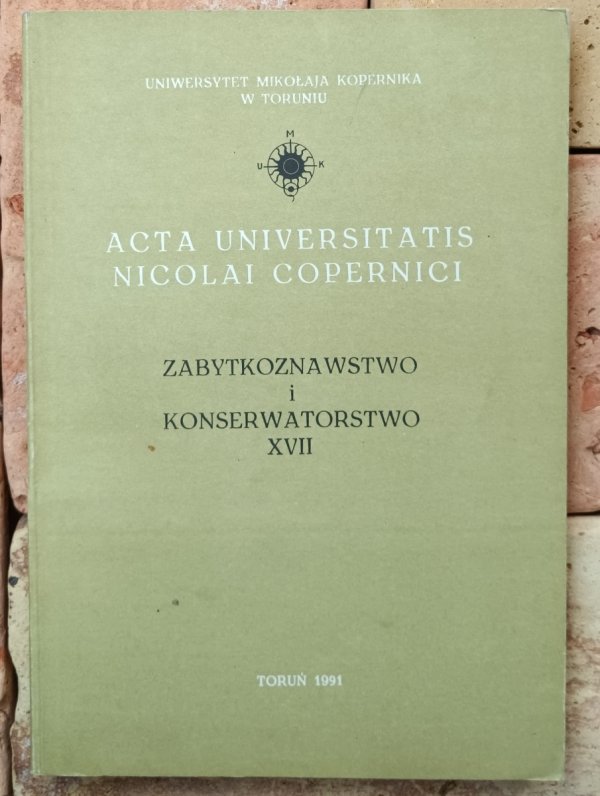 UNIWERSYTET MIKOŁAJA KOPERNIKA
W TORUNIU
M
U K
ACTA UNIVERSITATIS
NICOLAI COPERNICI
ZABYTKOZNAWSTWO
i
KONSERWATORSTWO
XVII
TORUŃ 1991